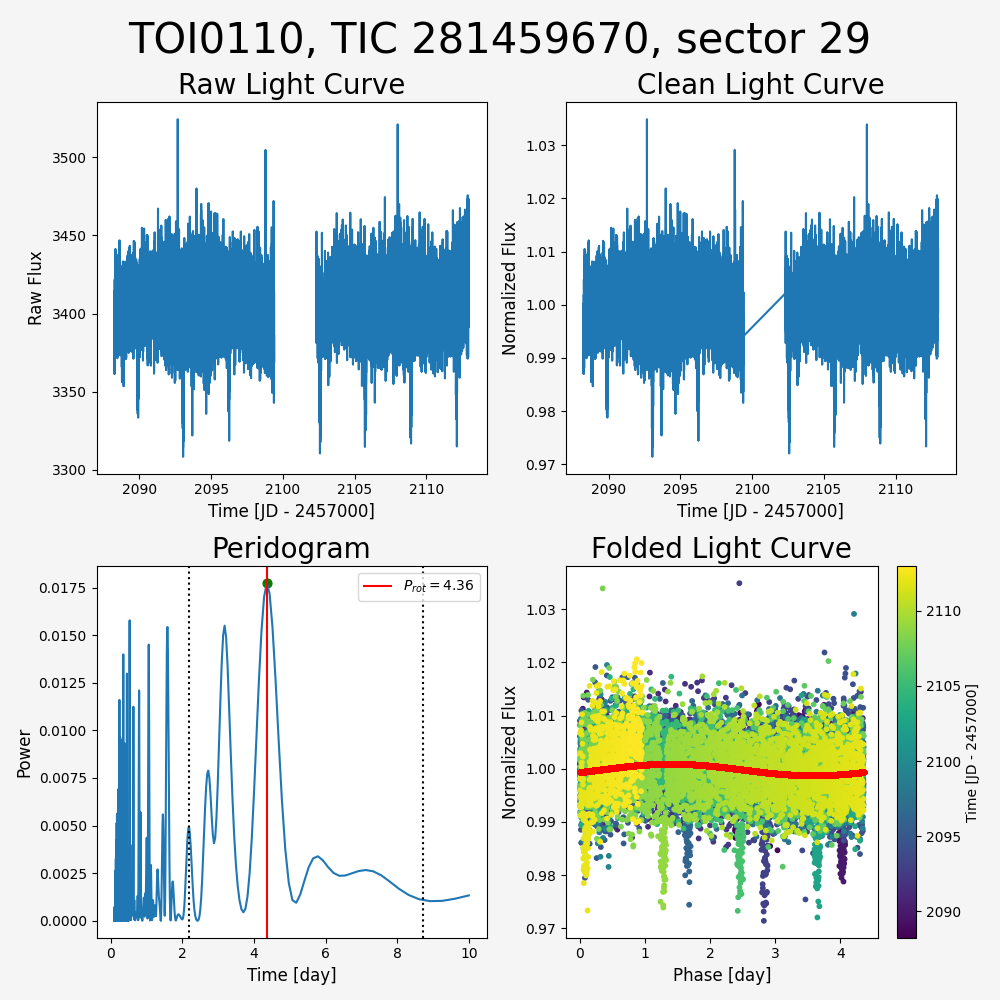 TOI0110, TIC 281459670, sector 29
Raw Light Curve
Clean Light Curve
3500
3450
3400
3350
3300
Raw Flux
2090 2095 2100 2105 2110
Time [JD - 2457000]
1.03
1.02
1.01
1.00
0.99
0.98
0.97
Normalized Flux
2090 2095 2100 2105 2110
Time [JD - 2457000]
Peridogram
Folded Light Curve
P_rot = 4.36
0.0175
0.0150
0.0125
0.0100
0.0075
0.0050
0.0025
0.0000
Power
0 2 4 6 8 10
Time [day]
1.03
1.02
1.01
1.00
0.99
0.98
0.97
Normalized Flux
0 1 2 3 4
Phase [day]
2110
2105
2100
2095
2090
Time [JD - 2457000]